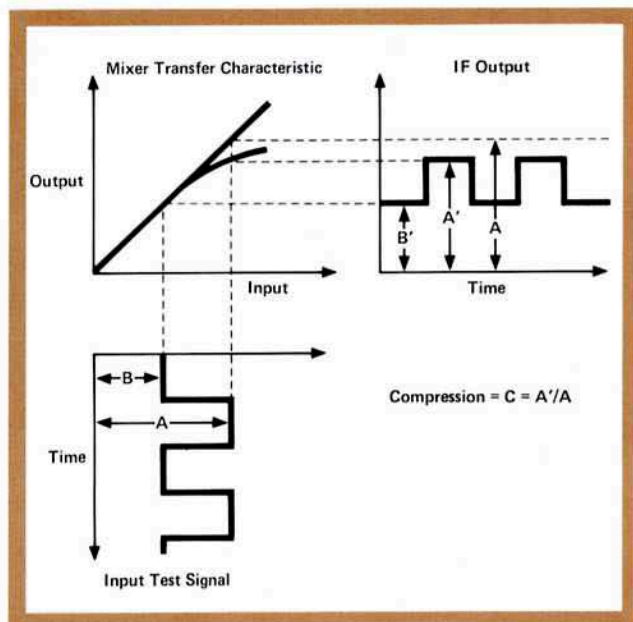 Mixer Transfer Characteristic
IF Output
Output
Input
B'
A'
A
Time
B
A
Time
Input Test Signal
Compression = C = A'/A